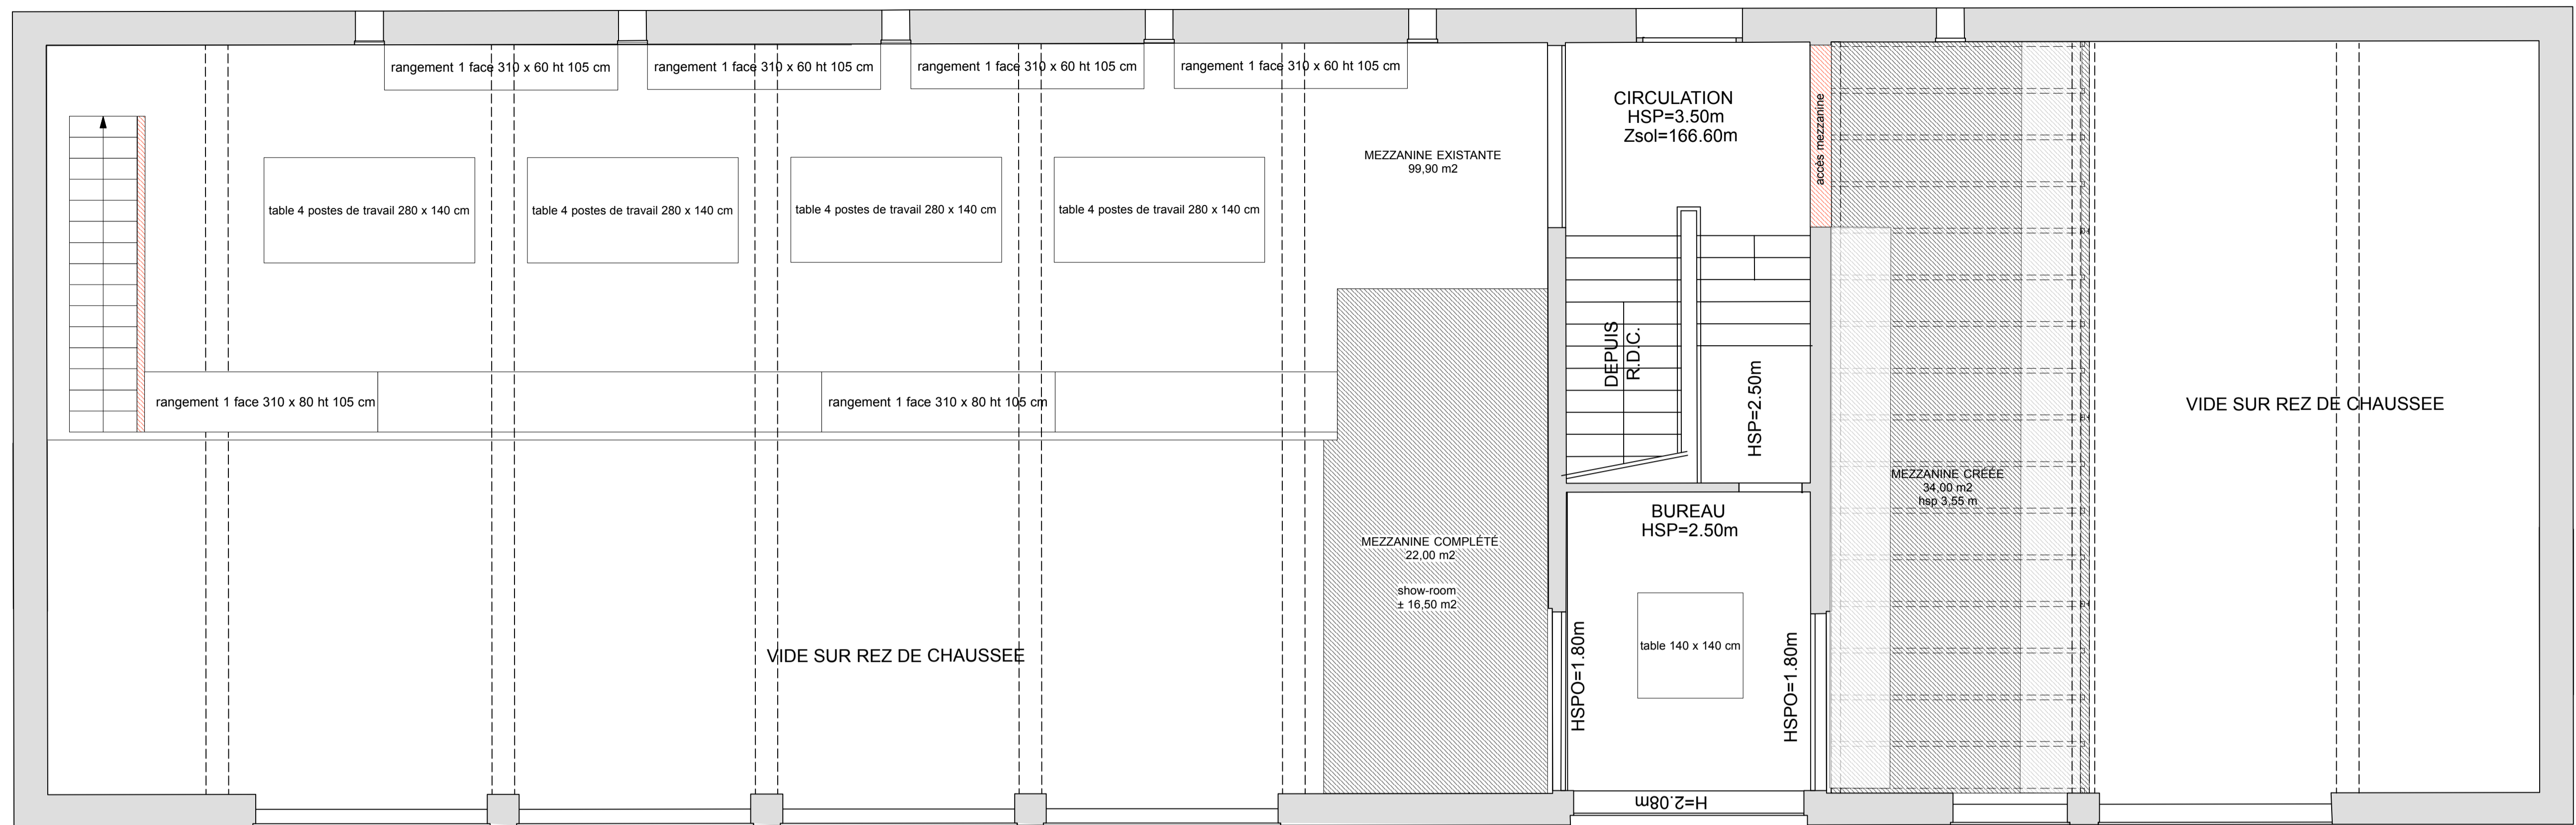 rangement 1 face 310 x 60 ht 105 cm
rangement 1 face 310 x 60 ht 105 cm
rangement 1 face 310 x 60 ht 105 cm
rangement 1 face 310 x 60 ht 105 cm
table 4 postes de travail 280 x 140 cm
table 4 postes de travail 280 x 140 cm
table 4 postes de travail 280 x 140 cm
table 4 postes de travail 280 x 140 cm
MEZZANINE EXISTANTE
99,90 m2
CIRCULATION
HSP=3.50m
Zsol=166.60m
accès mezzanine
rangement 1 face 310 x 80 ht 105 cm
rangement 1 face 310 x 80 ht 105 cm
DEPUIS
R.D.C.
HSP=2.50m
VIDE SUR REZ DE CHAUSSEE
MEZZANINE CRÉÉE
34,00 m2
hsp 3,55 m
BUREAU
HSP=2.50m
MEZZANINE COMPLÉTÉ
22,00 m2
show-room
± 16,50 m2
VIDE SUR REZ DE CHAUSSEE
HSPO=1.80m
table 140 x 140 cm
HSPO=1.80m
H=2.08m